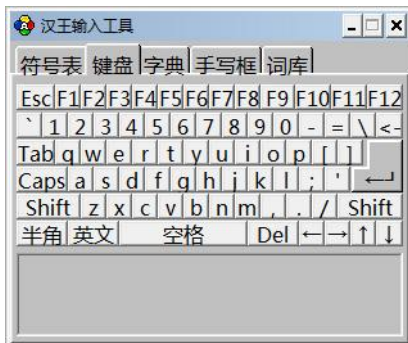 汉王输入工具
符号表 键盘 字典 手写框 词库
Esc F1 F2 F3 F4 F5 F6 F7 F8 F9 F10 F11 F12
` 1 2 3 4 5 6 7 8 9 0 - = \ <-
Tab q w e r t y u i o p [ ]
Caps a s d f g h j k l ; ' ←┘
Shift z x c v b n m , . / Shift
半角 英文 空格 Del ← → ↑ ↓